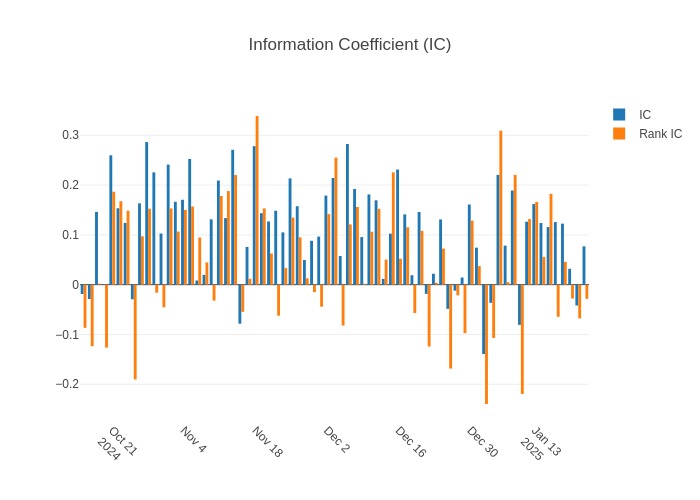 Information Coefficient (IC)
IC
Rank IC
0.3
0.2
0.1
0
−0.1
−0.2
Oct 21
2024
Nov 4
Nov 18
Dec 2
Dec 16
Dec 30
Jan 13
2025